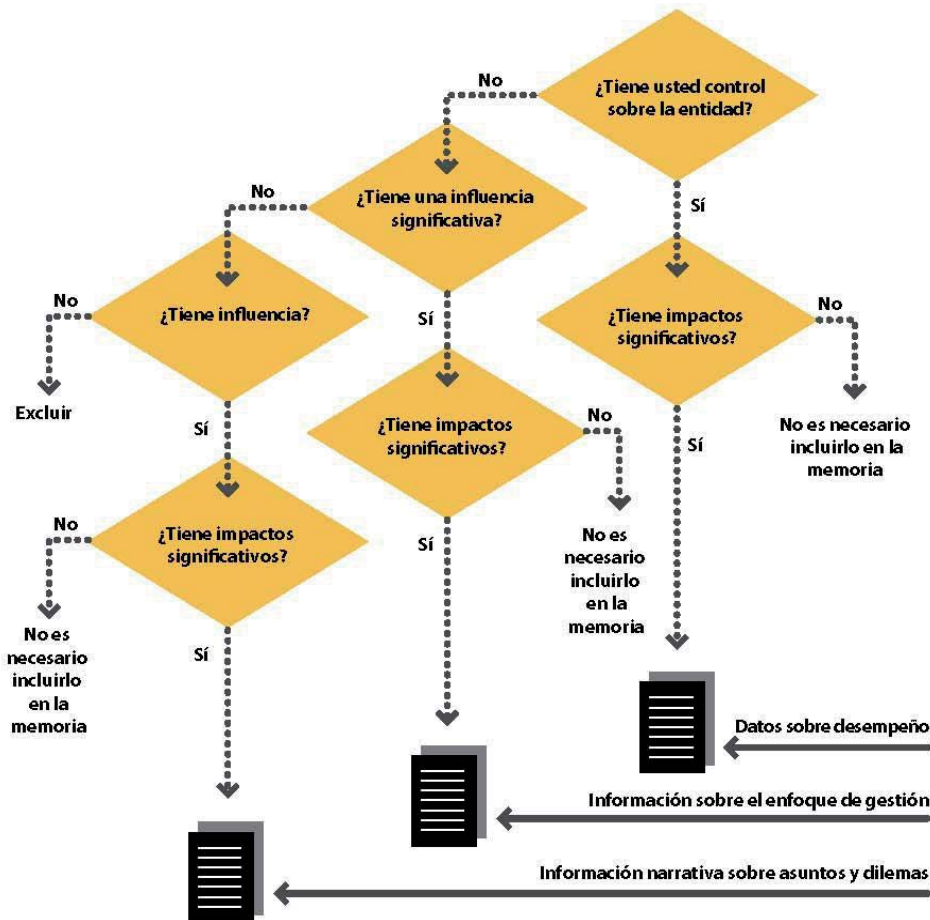 No
¿Tiene usted control
sobre la entidad?
No
¿Tiene una influencia
significativa?
Sí
No
¿Tiene influencia?
Sí
¿Tiene impactos
significativos?
No
Excluir
Sí
¿Tiene impactos
significativos?
No
Sí
No es necesario
incluirlo en la
memoria
No
¿Tiene impactos
significativos?
Sí
No es
necesario
incluirlo
en la
memoria
No es
necesario
incluirlo
en la
memoria
Sí
Datos sobre desempeño
Información sobre el enfoque de gestión
Información narrativa sobre asuntos y dilemas